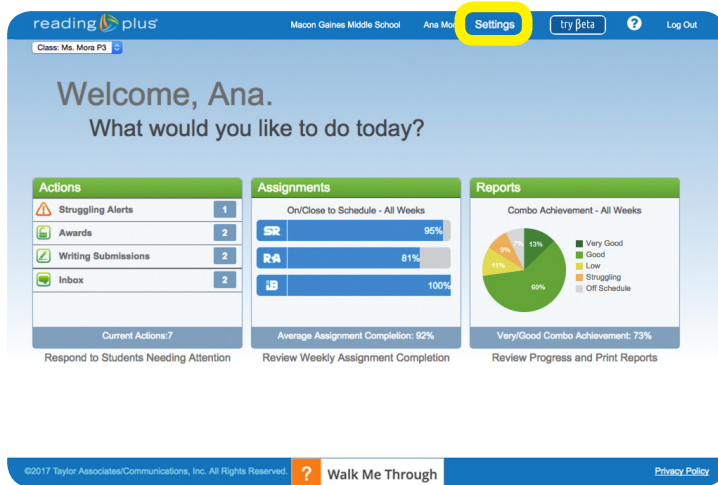 reading plus
Macon Gaines Middle School
Ana Mor
Settings
try βeta
?
Log Out
Class: Ms. Mora P3
Welcome, Ana.
What would you like to do today?
Actions
Struggling Alerts 1
Awards 2
Writing Submissions 2
Inbox 2
Current Actions:7
Respond to Students Needing Attention
Assignments
On/Close to Schedule - All Weeks
SR 95%
RA 81%
iB 100%
Average Assignment Completion: 92%
Review Weekly Assignment Completion
Reports
Combo Achievement - All Weeks
13%
60%
11%
9%
7%
Very Good
Good
Low
Struggling
Off Schedule
Very/Good Combo Achievement: 73%
Review Progress and Print Reports
©2017 Taylor Associates/Communications, Inc. All Rights Reserved.
? Walk Me Through
Privacy Policy